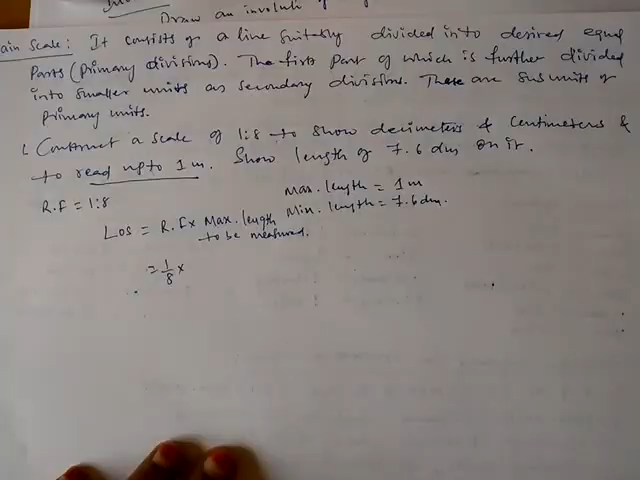 Draw an involute of
ain Scale: It consists of a line suitably divided into desired equal
Parts (primary divisions). The first part of which is further divided
into smaller units as secondary divisions. These are subunits of
primary units.
Construct a scale of 1:8 to show decimeters & centimeters &
to read upto 1 m. Show length of 7.6 dm on it.
R.F = 1:8
Max. length = 1 m
Min. length = 7.6 dm.
LOS = R.F x Max. length
to be measured.
= 1/8 x